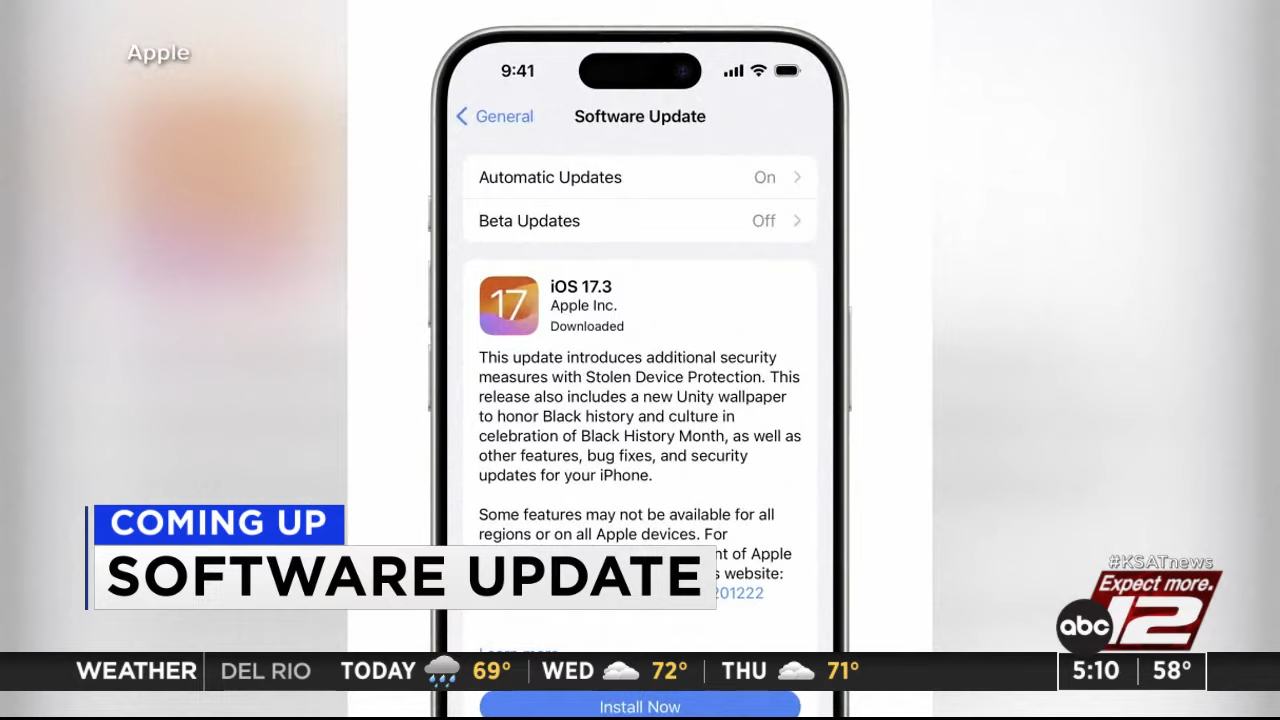 Apple
9:41
General
Software Update
Automatic Updates On
Beta Updates Off
17
iOS 17.3
Apple Inc.
Downloaded
This update introduces additional security
measures with Stolen Device Protection. This
release also includes a new Unity wallpaper
to honor Black history and culture in
celebration of Black History Month, as well as
other features, bug fixes, and security
updates for your iPhone.
Some features may not be available for all
regions or on all Apple devices. For
nt of Apple
s website:
201222
Install Now
COMING UP
SOFTWARE UPDATE
#KSATnews
Expect more.
abc 12
WEATHER DEL RIO TODAY 69° WED 72° THU 71° 5:10 58°